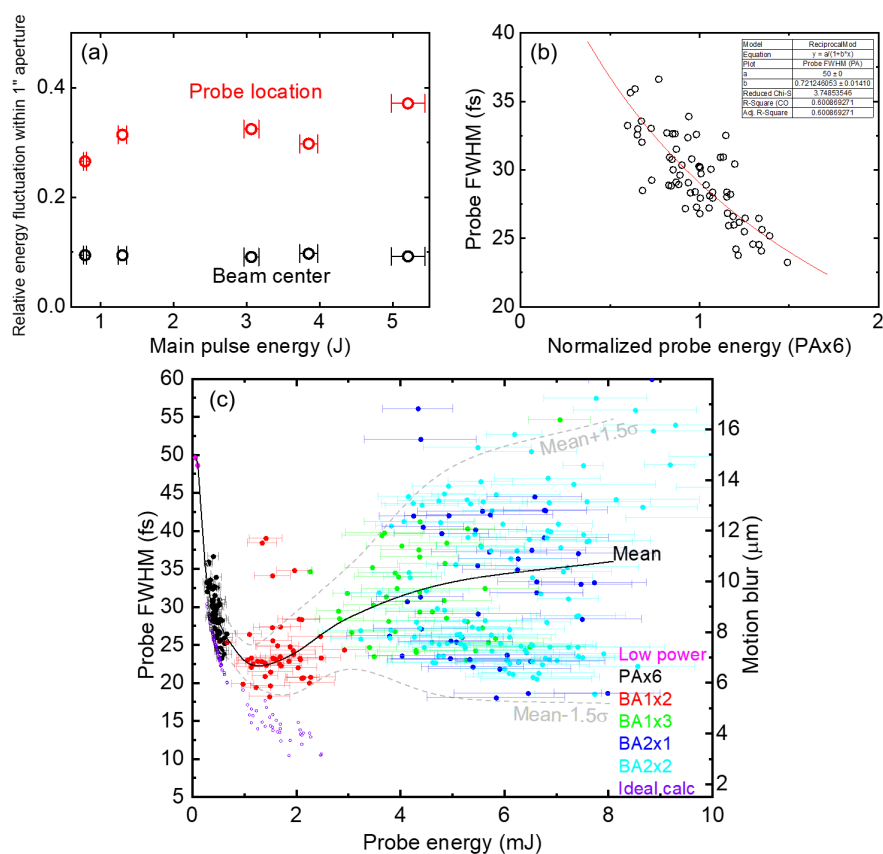 (a)
Probe location
Beam center
Relative energy fluctuation within 1" aperture
0.4
0.2
0.0
1 2 3 4 5
Main pulse energy (J)
(b)
Model ReciprocalMod
Equation y = a/(1+b*x)
Plot Probe FWHM (PA)
a 50 ± 0
b 0.721246053 ± 0.01410
Reduced Chi-S 3.74853546
R-Square (CO 0.600869271
Adj. R-Square 0.600869271
Probe FWHM (fs)
40
35
30
25
20
0 1 2
Normalized probe energy (PAx6)
(c)
Probe FWHM (fs)
60
55
50
45
40
35
30
25
20
15
10
5
Mean+1.5σ
Mean
Mean-1.5σ
Low power
PAx6
BA1x2
BA1x3
BA2x1
BA2x2
Ideal calc
16
14
12
10
8
6
4
2
Motion blur (μm)
0 2 4 6 8 10
Probe energy (mJ)